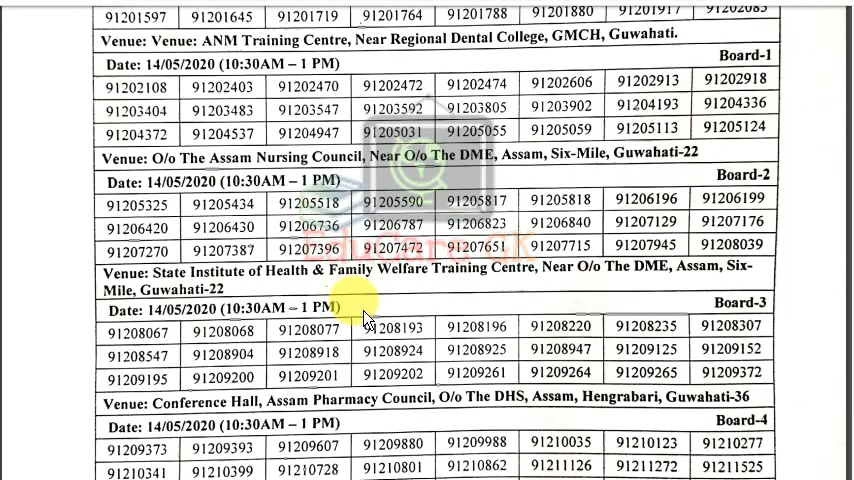 91201597 91201645 91201719 91201764 91201788 91201880 91201917 91202085
Venue: Venue: ANM Training Centre, Near Regional Dental College, GMCH, Guwahati.
Date: 14/05/2020 (10:30AM – 1 PM) Board-1
91202108 91202403 91202470 91202472 91202474 91202606 91202913 91202918
91203404 91203483 91203547 91203592 91203805 91203902 91204193 91204336
91204372 91204537 91204947 91205031 91205055 91205059 91205113 91205124
Venue: O/o The Assam Nursing Council, Near O/o The DME, Assam, Six-Mile, Guwahati-22
Date: 14/05/2020 (10:30AM – 1 PM) Board-2
91205325 91205434 91205518 91205590 91205817 91205818 91206196 91206199
91206420 91206430 91206736 91206787 91206823 91206840 91207129 91207176
91207270 91207387 91207396 91207472 91207651 91207715 91207945 91208039
EduCare GK
Venue: State Institute of Health & Family Welfare Training Centre, Near O/o The DME, Assam, Six-
Mile, Guwahati-22
Date: 14/05/2020 (10:30AM – 1 PM) Board-3
91208067 91208068 91208077 91208193 91208196 91208220 91208235 91208307
91208547 91208904 91208918 91208924 91208925 91208947 91209125 91209152
91209195 91209200 91209201 91209202 91209261 91209264 91209265 91209372
Venue: Conference Hall, Assam Pharmacy Council, O/o The DHS, Assam, Hengrabari, Guwahati-36
Date: 14/05/2020 (10:30AM – 1 PM) Board-4
91209373 91209393 91209607 91209880 91209988 91210035 91210123 91210277
91210341 91210399 91210728 91210801 91210862 91211126 91211272 91211525